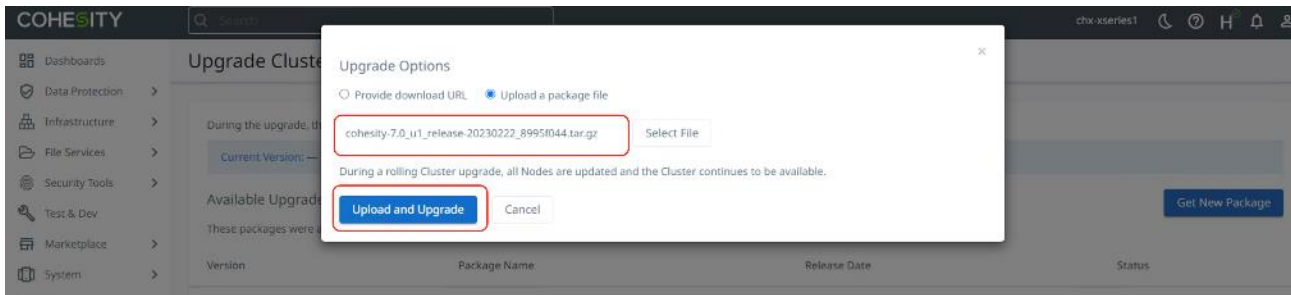 COHESITY
Search
chx-xseries1
H
Dashboards
Data Protection
Infrastructure
File Services
Security Tools
Test & Dev
Marketplace
System
Upgrade Cluste
During the upgrade, th
Current Version: —
Available Upgrade
These packages were a
Get New Package
Version Package Name Release Date Status
Upgrade Options
Provide download URL Upload a package file
cohesity-7.0_u1_release-20230222_8995f044.tar.gz Select File
During a rolling Cluster upgrade, all Nodes are updated and the Cluster continues to be available.
Upload and Upgrade Cancel